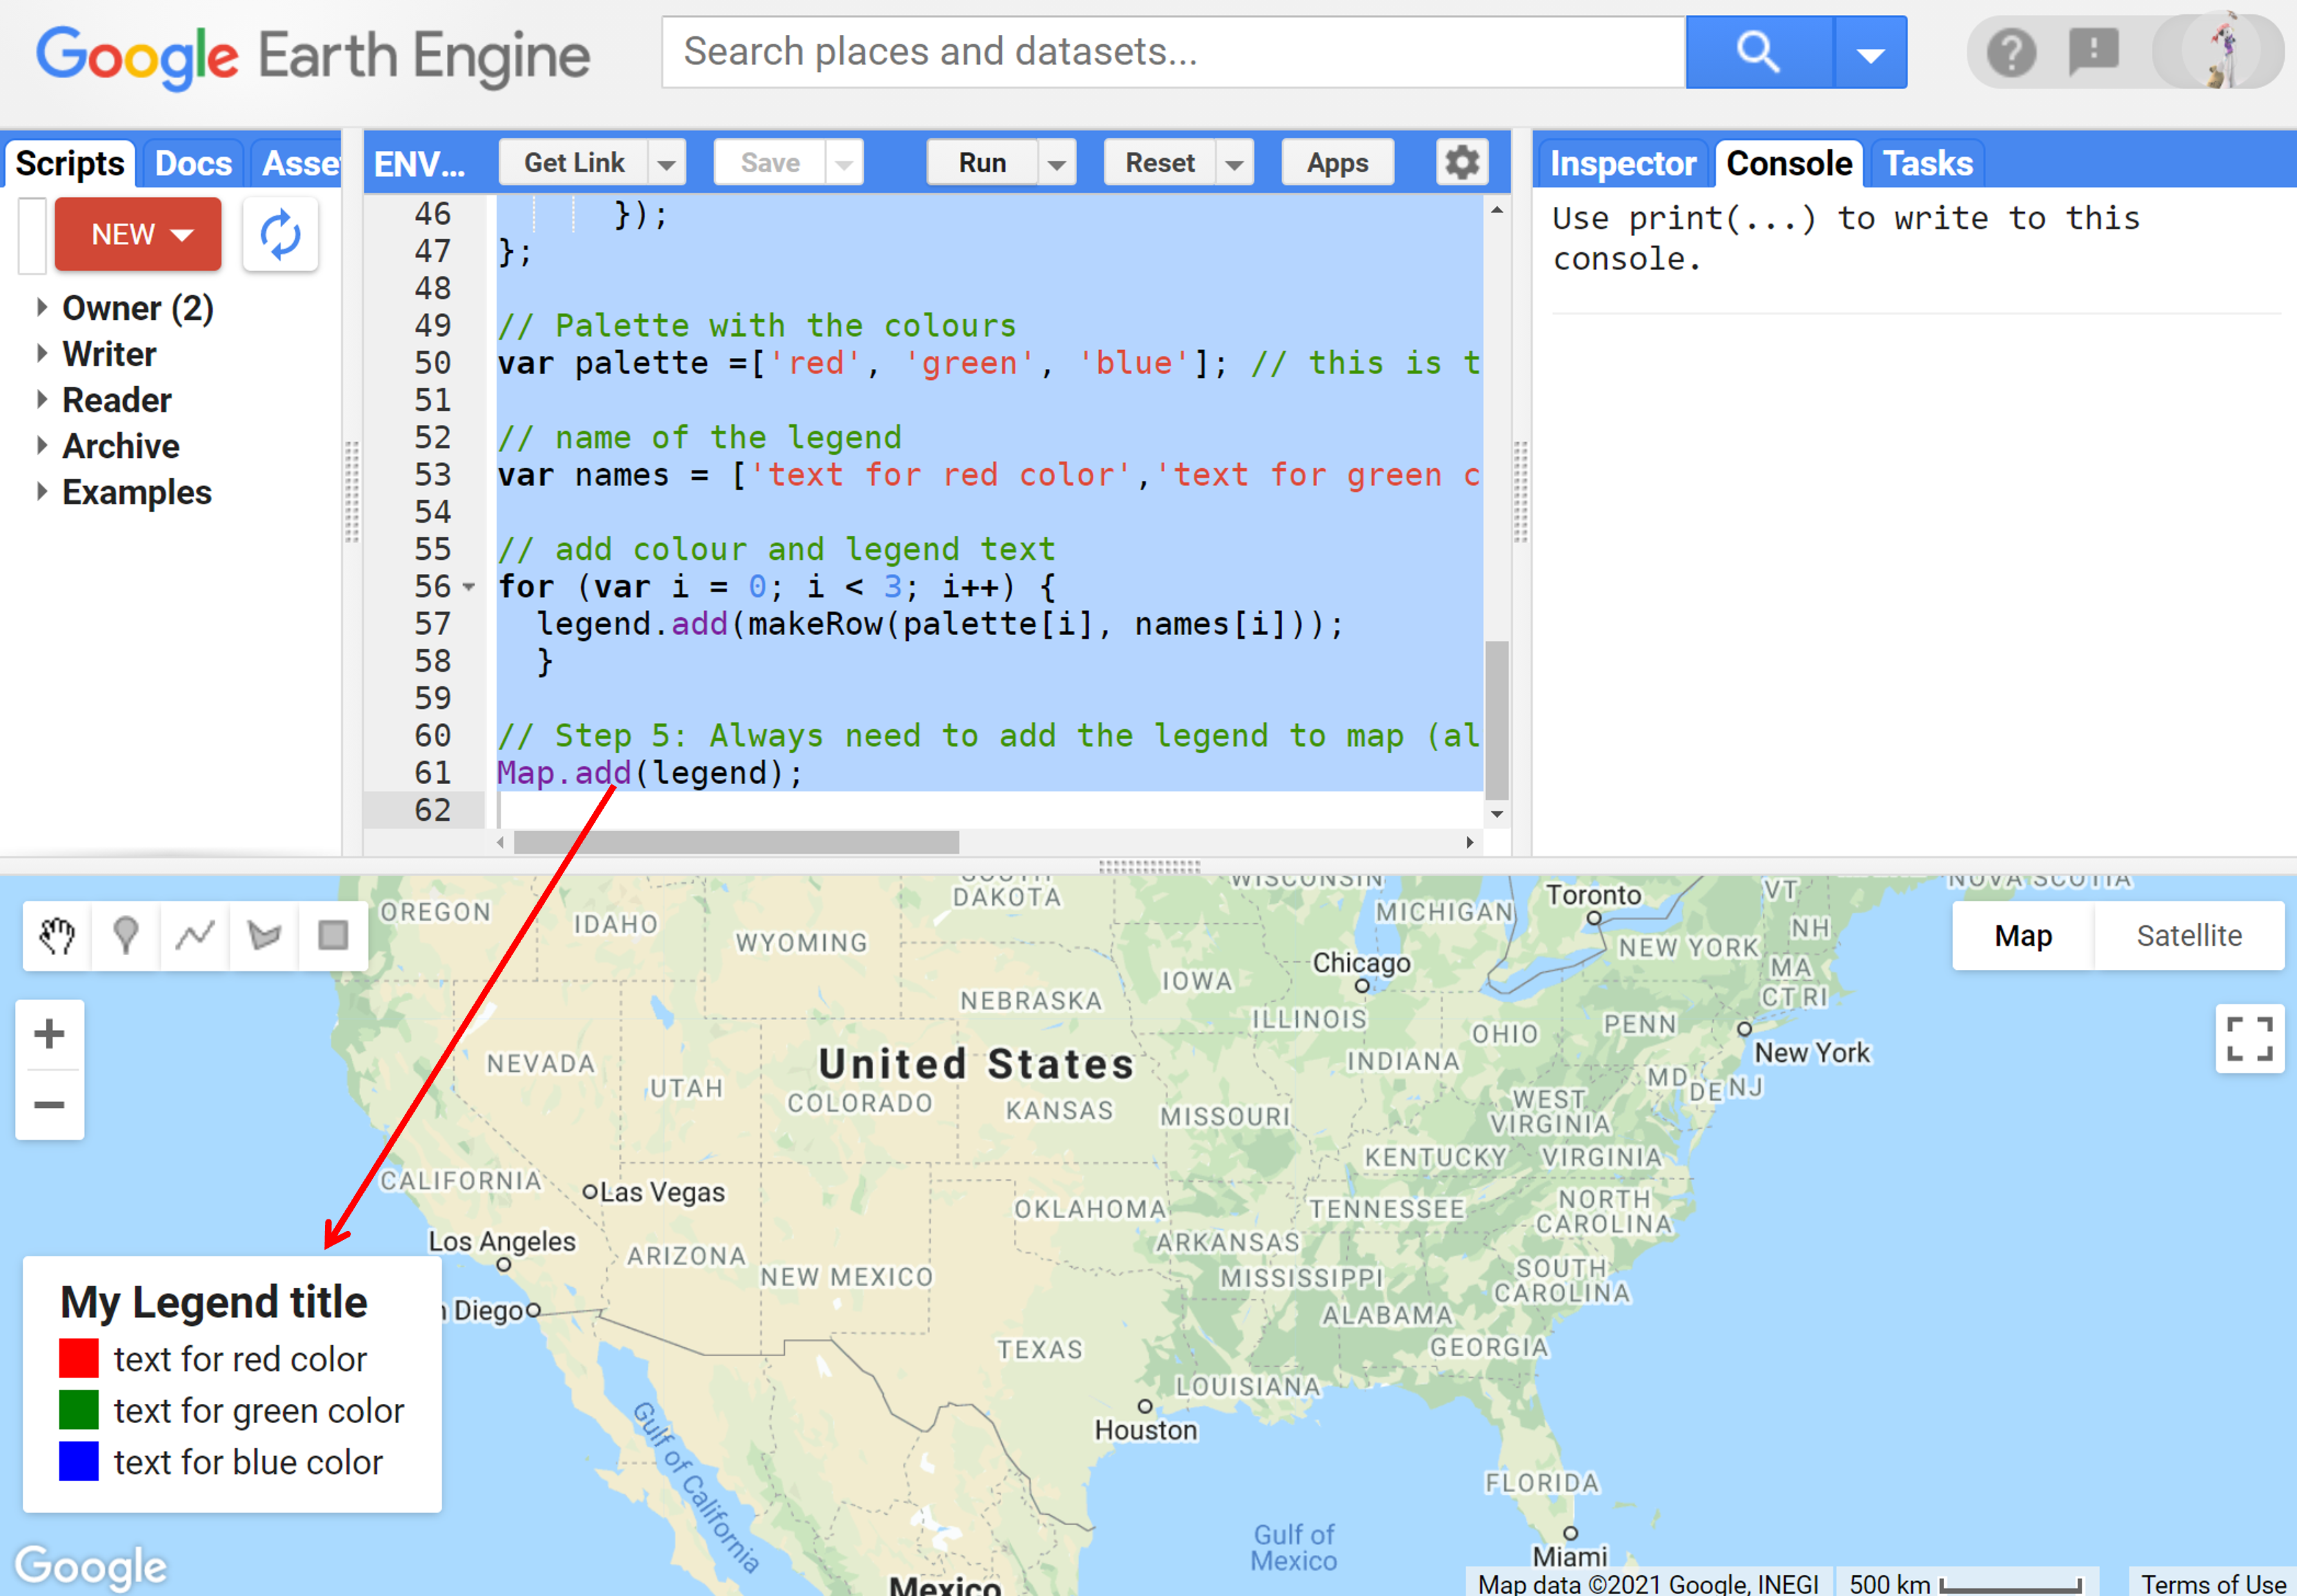 Google Earth Engine
Search places and datasets...
Scripts Docs Asse
NEW
Owner (2)
Writer
Reader
Archive
Examples
ENV...
Get Link
Save
Run
Reset
Apps
46 });
47 };
48
49 // Palette with the colours
50 var palette =['red', 'green', 'blue']; // this is t
51
52 // name of the legend
53 var names = ['text for red color','text for green c
54
55 // add colour and legend text
56 for (var i = 0; i < 3; i++) {
57 legend.add(makeRow(palette[i], names[i]));
58 }
59
60 // Step 5: Always need to add the legend to map (al
61 Map.add(legend);
62
Inspector Console Tasks
Use print(...) to write to this
console.
Map Satellite
OREGON
IDAHO
WYOMING
SOUTH
DAKOTA
WISCONSIN
MICHIGAN
Toronto
VT
NOVA SCOTIA
NH
NEW YORK
MA
CT RI
Chicago
IOWA
NEBRASKA
ILLINOIS
OHIO
PENN
New York
NEVADA
UTAH
United States
COLORADO
KANSAS
MISSOURI
INDIANA
MD
DE NJ
WEST
VIRGINIA
KENTUCKY
VIRGINIA
CALIFORNIA
Las Vegas
OKLAHOMA
TENNESSEE
NORTH
CAROLINA
Los Angeles
ARIZONA
NEW MEXICO
ARKANSAS
MISSISSIPPI
SOUTH
CAROLINA
Diego
ALABAMA
GEORGIA
TEXAS
LOUISIANA
Houston
Gulf of California
FLORIDA
Gulf of
Mexico
Miami
Mexico
My Legend title
text for red color
text for green color
text for blue color
Google
Map data ©2021 Google, INEGI
500 km
Terms of Use